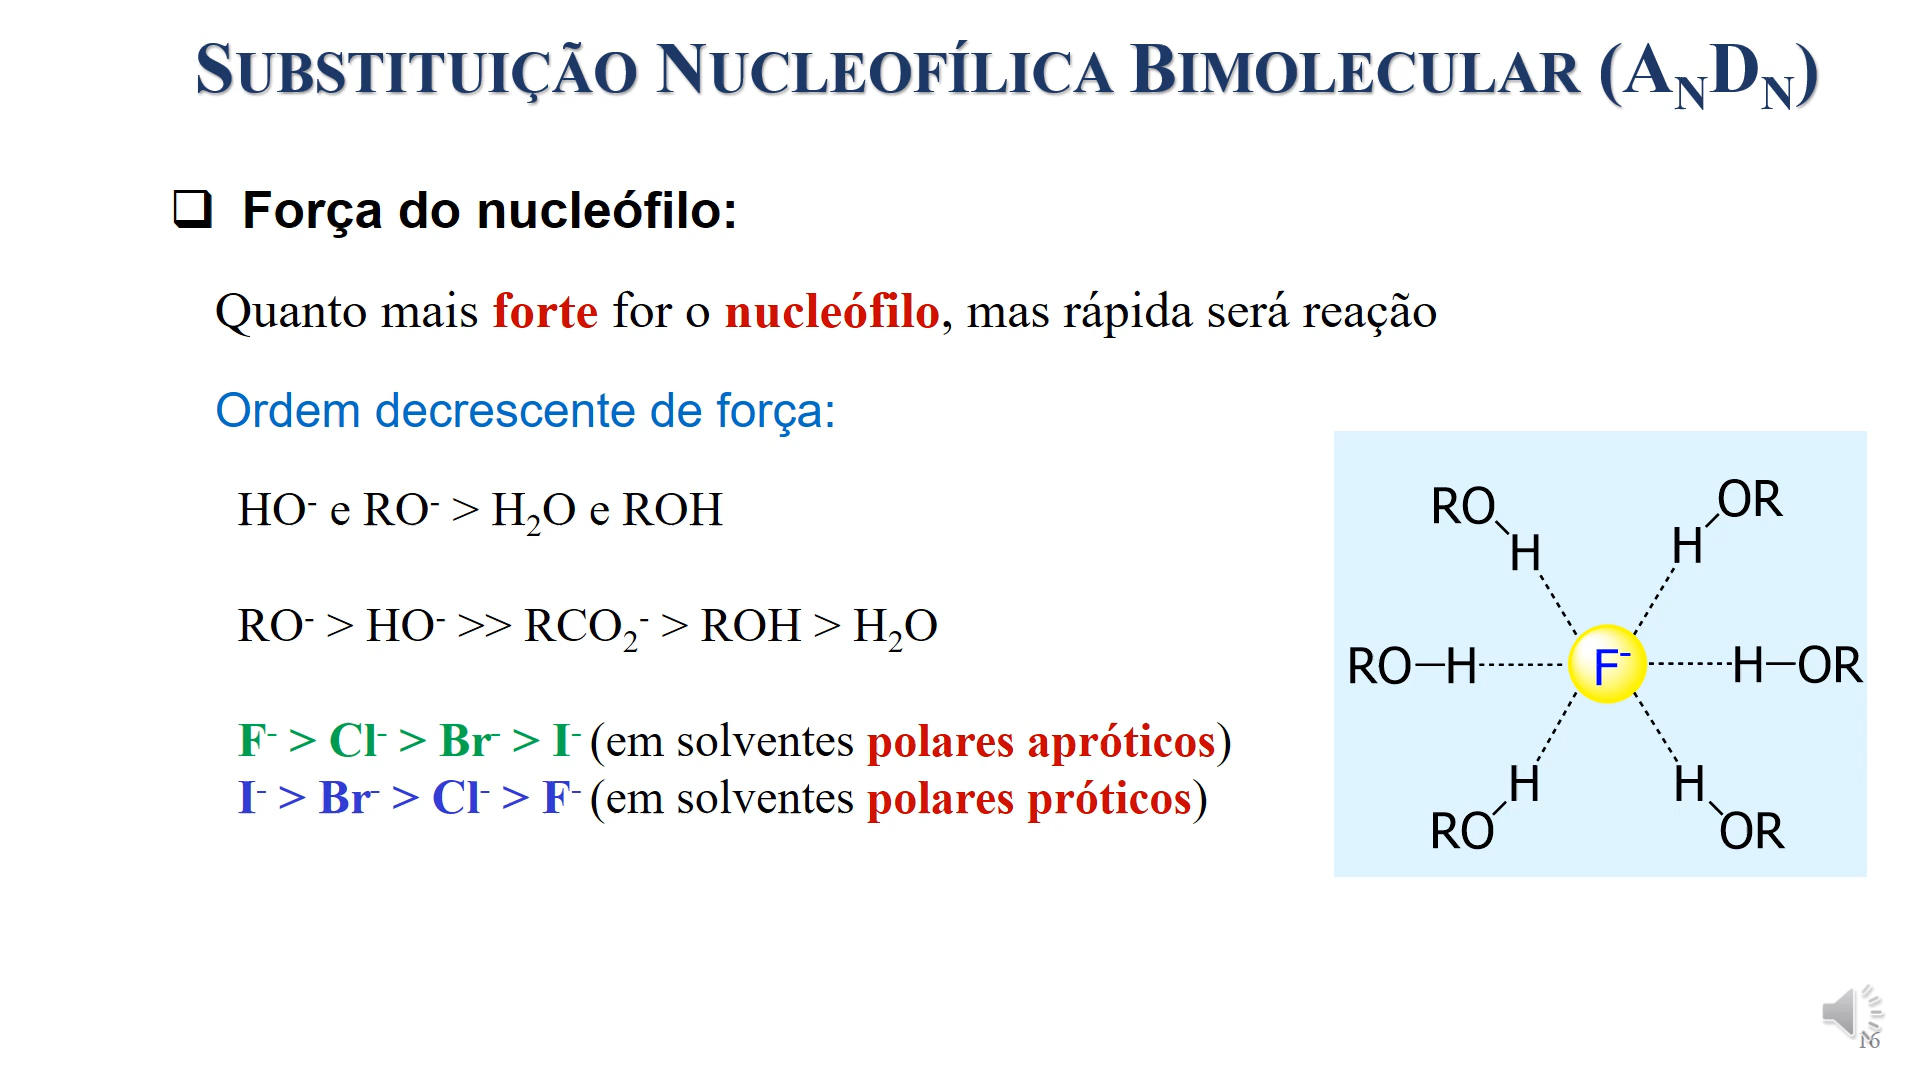 SUBSTITUIÇÃO NUCLEOFÍLICA BIMOLECULAR (A_ND_N)
❑ Força do nucleófilo:
Quanto mais forte for o nucleófilo, mas rápida será reação
Ordem decrescente de força:
HO⁻ e RO⁻ > H₂O e ROH
RO⁻ > HO⁻ >> RCO₂⁻ > ROH > H₂O
F⁻ > Cl⁻ > Br⁻ > I⁻ (em solventes polares apróticos)
I⁻ > Br⁻ > Cl⁻ > F⁻ (em solventes polares próticos)
RO OR
H H
RO—H F⁻ H—OR
H H
RO OR
16